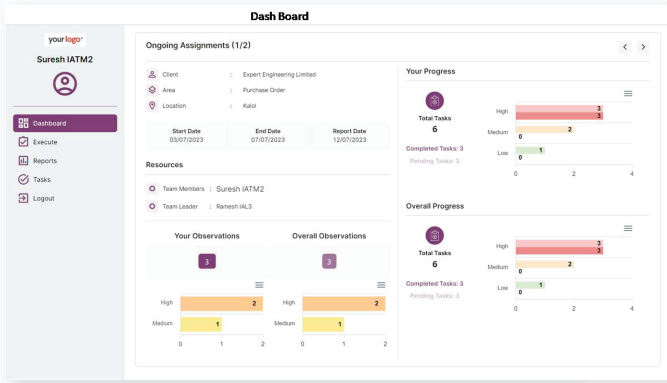 Dash Board
your logo
Suresh IATM2
Dashboard
Execute
Reports
Tasks
Logout
Ongoing Assignments (1/2)
Client : Expert Engineering Limited
Area : Purchase Order
Location : Kalol
Start Date End Date Report Date
03/07/2023 07/07/2023 12/07/2023
Resources
Team Members : Suresh IATM2
Team Leader : Ramesh IAL3
Your Observations Overall Observations
3 3
High 2
Medium 1
0 1 2
High 2
Medium 1
0 1 2
Your Progress
Total Tasks
6
Completed Tasks: 3
Pending Tasks: 3
High 3
3
Medium 2
0
Low 1
0
0 2 4
Overall Progress
Total Tasks
6
Completed Tasks: 3
Pending Tasks: 3
High 3
3
Medium 2
0
Low 1
0
0 2 4